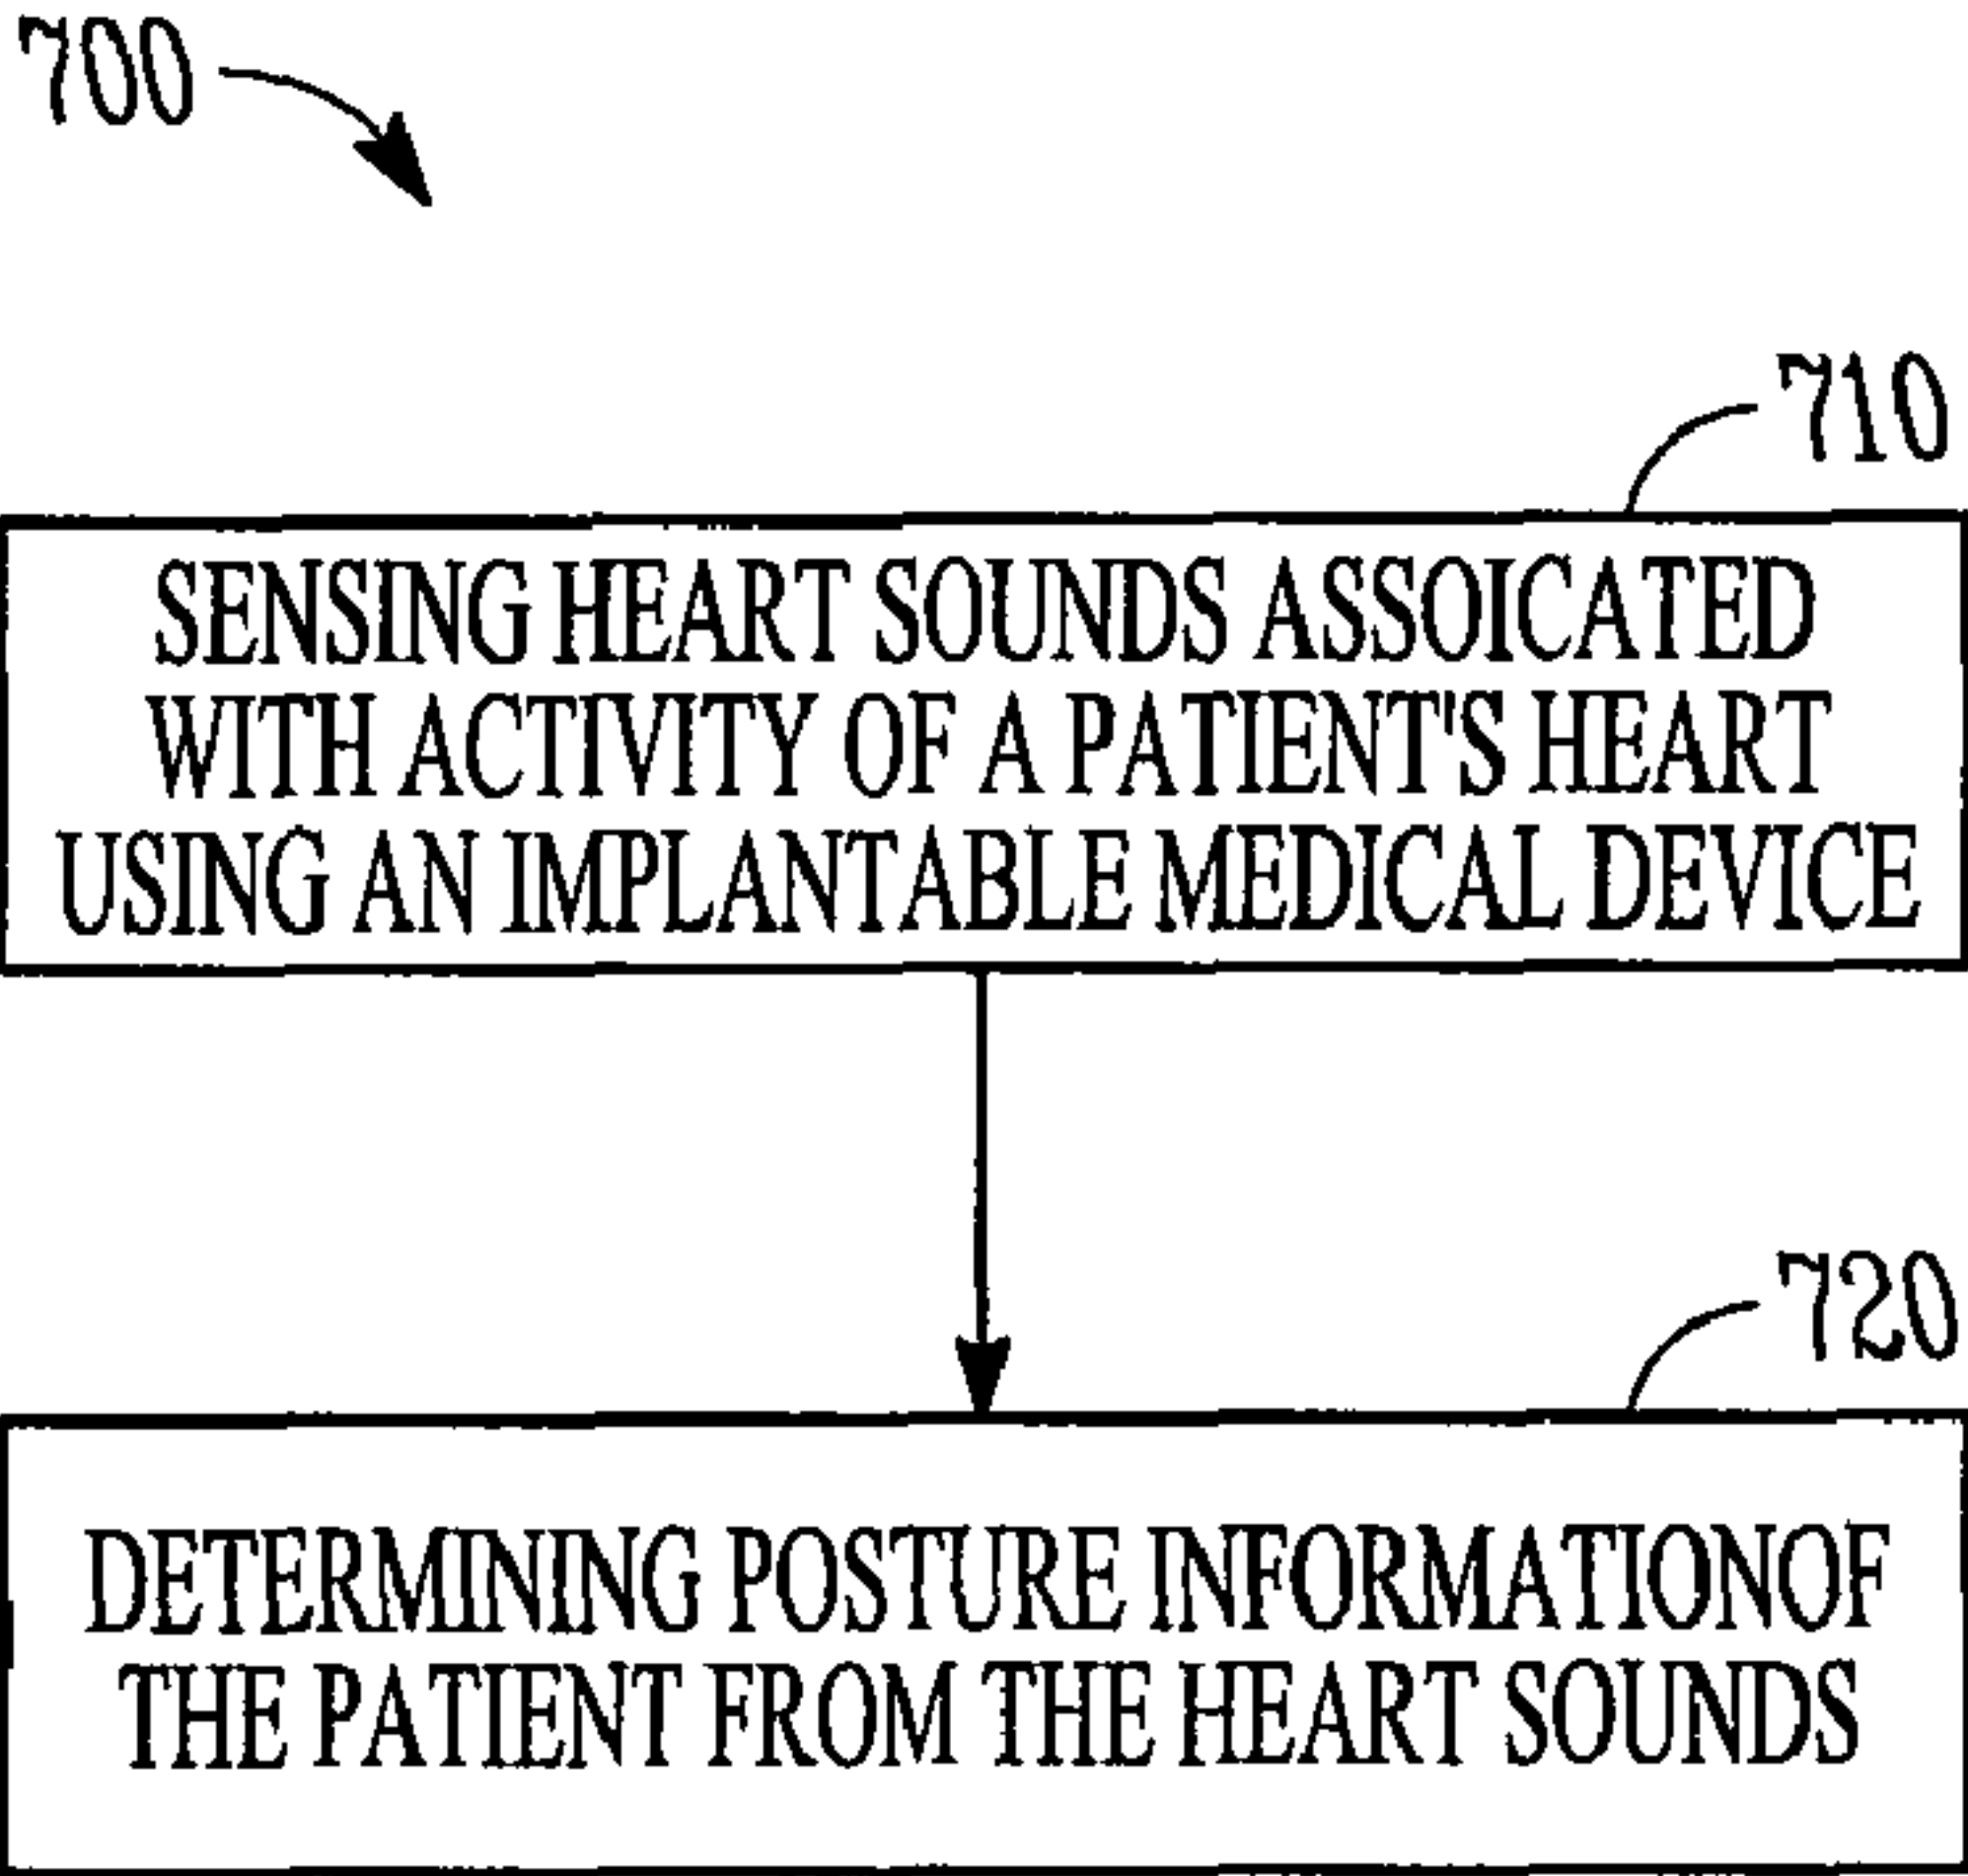 700
710
SENSING HEART SOUNDS ASSOICATED
WITH ACTIVITY OF A PATIENT'S HEART
USING AN IMPLANTABLE MEDICAL DEVICE
720
DETERMINING POSTURE INFORMATIONOF
THE PATIENT FROM THE HEART SOUNDS